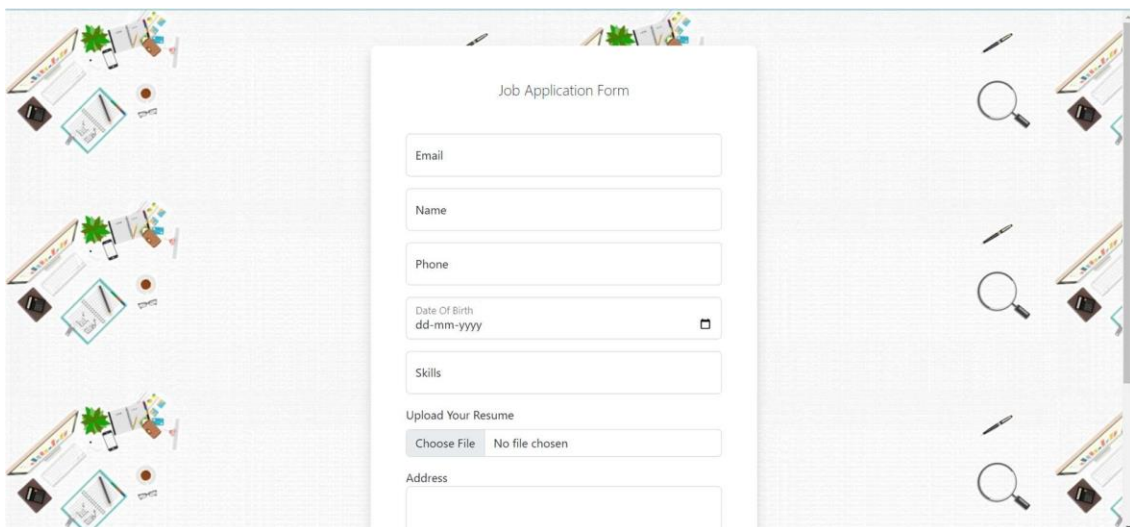 Job Application Form
Email
Name
Phone
Date Of Birth
dd-mm-yyyy
Skills
Upload Your Resume
Choose File No file chosen
Address